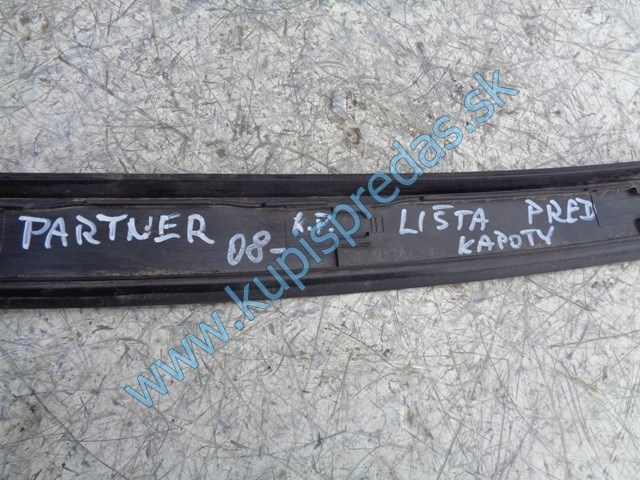 PARTNER 08- K.Ž. LIŠTA PRED
KAPOTY
www.kupispredas.sk